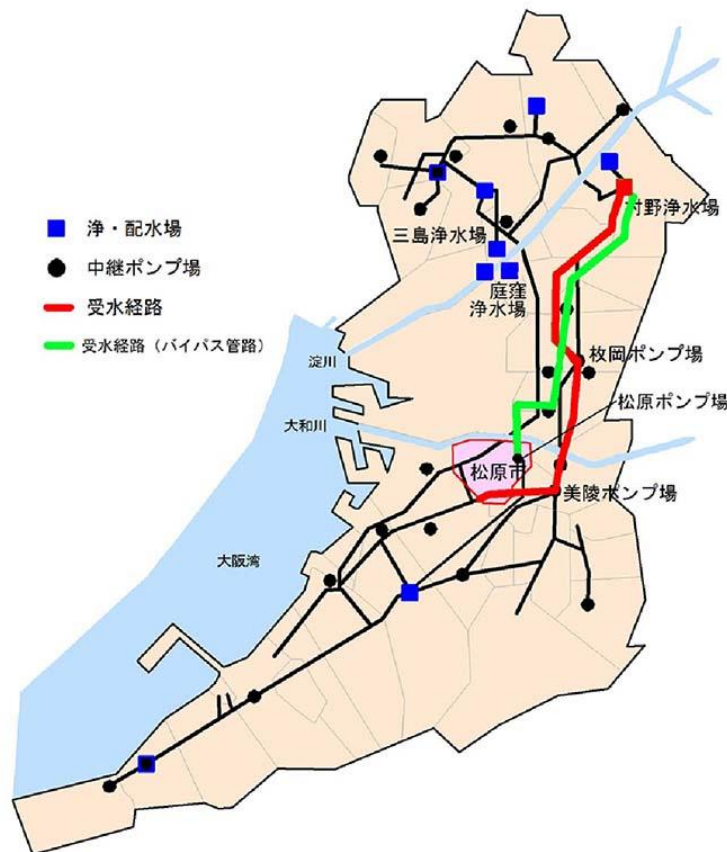 浄・配水場
中継ポンプ場
受水経路
受水経路（バイパス管路）
村野浄水場
三島浄水場
庭窪
浄水場
枚岡ポンプ場
淀川
松原ポンプ場
大和川
松原市
美陵ポンプ場
大阪湾